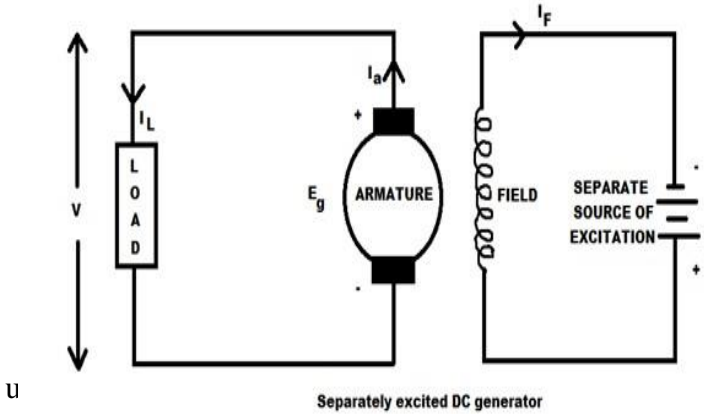 I_F
I_a
+
I_L
-
L
O
A
D
V
E_g
ARMATURE
FIELD
SEPARATE
SOURCE OF
EXCITATION
+
-
u
Separately excited DC generator